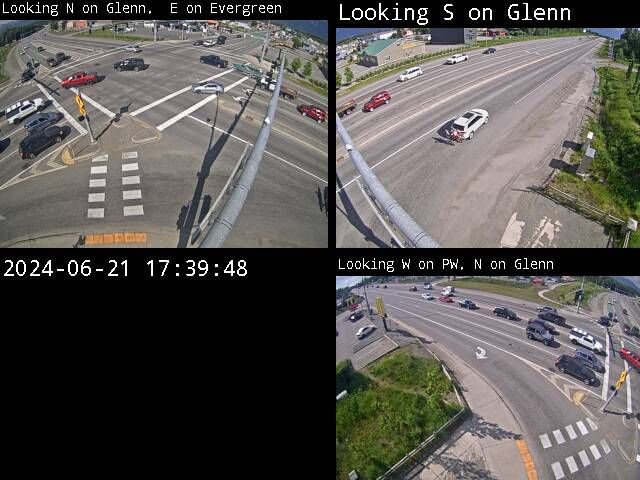 Looking N on Glenn, E on Evergreen
Looking S on Glenn
2024-06-21 17:39:48
Looking W on PW, N on Glenn